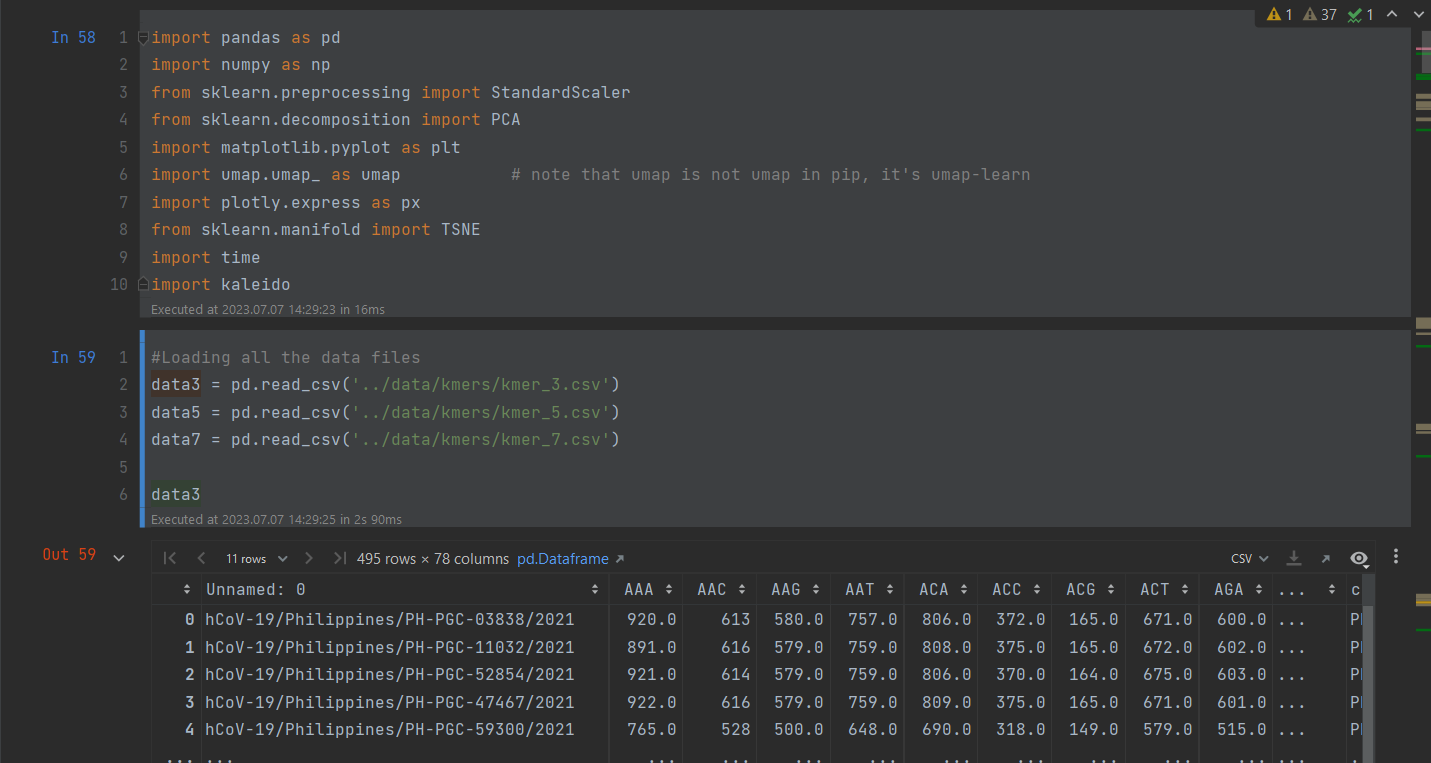 1 37 1
In 58 1 import pandas as pd
2 import numpy as np
3 from sklearn.preprocessing import StandardScaler
4 from sklearn.decomposition import PCA
5 import matplotlib.pyplot as plt
6 import umap.umap_ as umap # note that umap is not umap in pip, it's umap-learn
7 import plotly.express as px
8 from sklearn.manifold import TSNE
9 import time
10 import kaleido
Executed at 2023.07.07 14:29:23 in 16ms
In 59 1 #Loading all the data files
2 data3 = pd.read_csv('../data/kmers/kmer_3.csv')
3 data5 = pd.read_csv('../data/kmers/kmer_5.csv')
4 data7 = pd.read_csv('../data/kmers/kmer_7.csv')
5
6 data3
Executed at 2023.07.07 14:29:25 in 2s 90ms
Out 59 11 rows 495 rows × 78 columns pd.Dataframe CSV
Unnamed: 0 AAA AAC AAG AAT ACA ACC ACG ACT AGA ... c
0 hCoV-19/Philippines/PH-PGC-03838/2021 920.0 613 580.0 757.0 806.0 372.0 165.0 671.0 600.0 ...
1 hCoV-19/Philippines/PH-PGC-11032/2021 891.0 616 579.0 759.0 808.0 375.0 165.0 672.0 602.0 ...
2 hCoV-19/Philippines/PH-PGC-52854/2021 921.0 614 579.0 759.0 806.0 370.0 164.0 675.0 603.0 ...
3 hCoV-19/Philippines/PH-PGC-47467/2021 922.0 616 579.0 759.0 809.0 375.0 165.0 671.0 601.0 ...
4 hCoV-19/Philippines/PH-PGC-59300/2021 765.0 528 500.0 648.0 690.0 318.0 149.0 579.0 515.0 ...
... ... ... ... ... ... ... ... ... ... ... ...